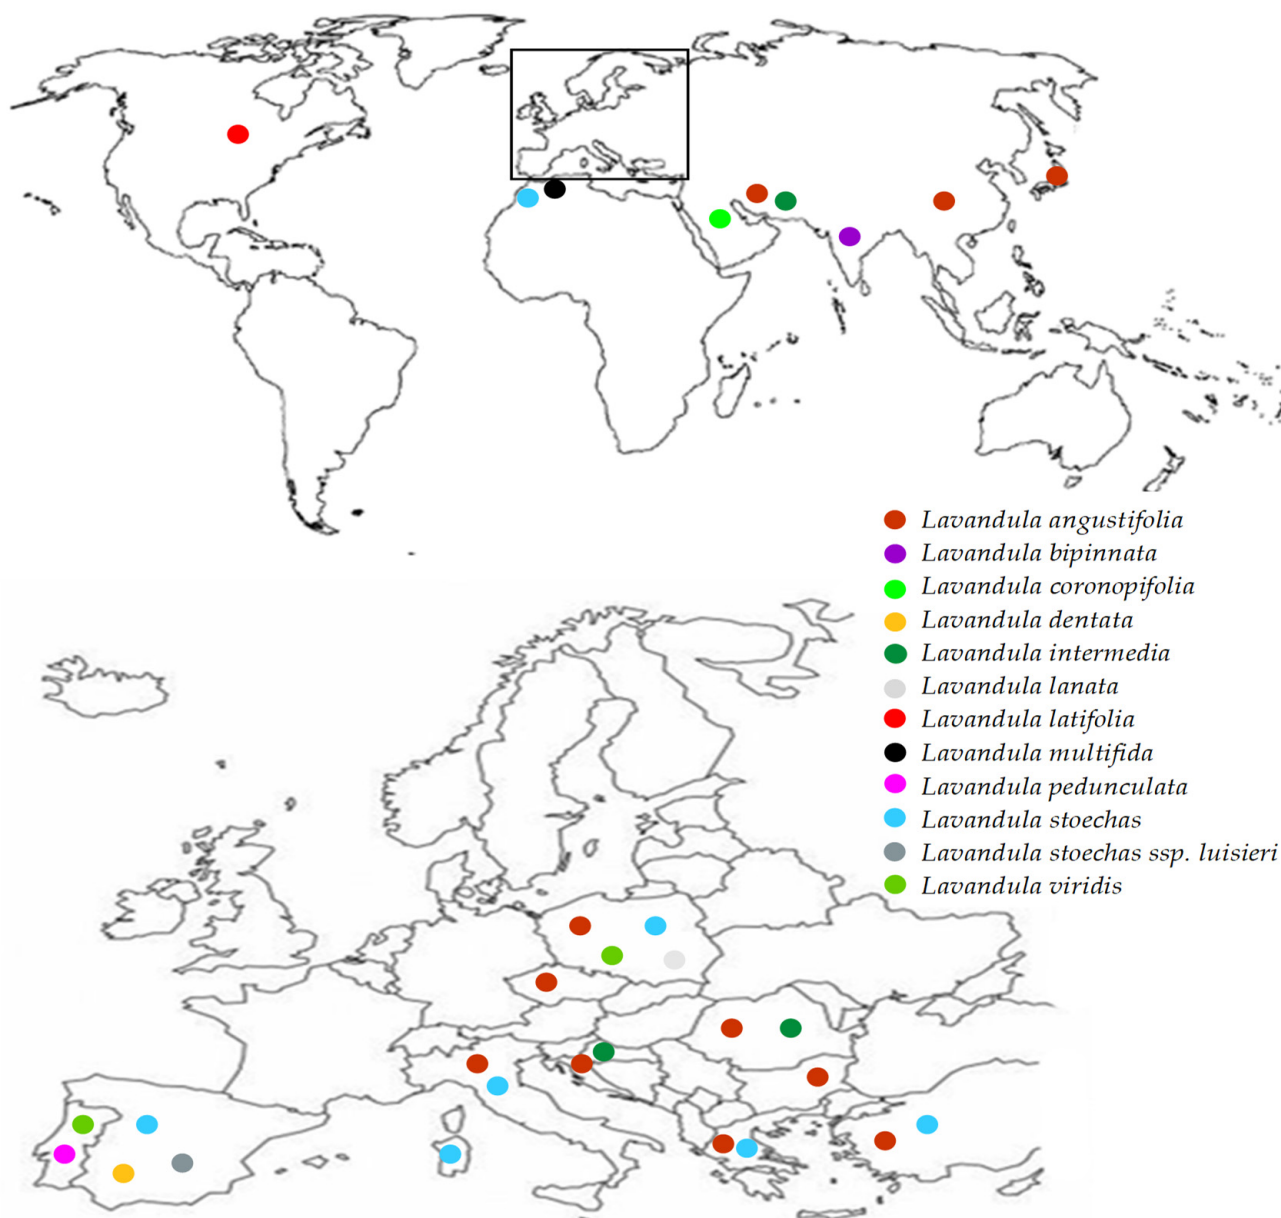 Lavandula angustifolia
Lavandula bipinnata
Lavandula coronopifolia
Lavandula dentata
Lavandula intermedia
Lavandula lanata
Lavandula latifolia
Lavandula multifida
Lavandula pedunculata
Lavandula stoechas
Lavandula stoechas ssp. luisieri
Lavandula viridis